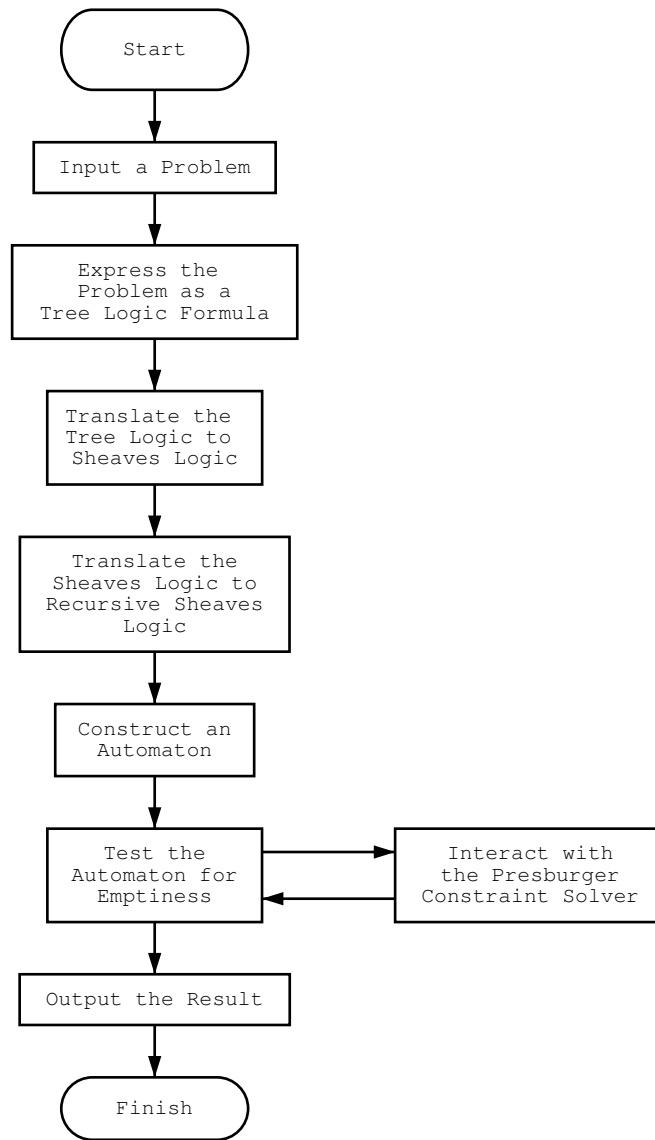 Start
Input a Problem
Express the
Problem as a
Tree Logic Formula
Translate the
Tree Logic to
Sheaves Logic
Translate the
Sheaves Logic to
Recursive Sheaves
Logic
Construct an
Automaton
Test the
Automaton for
Emptiness
Interact with
the Presburger
Constraint Solver
Output the Result
Finish